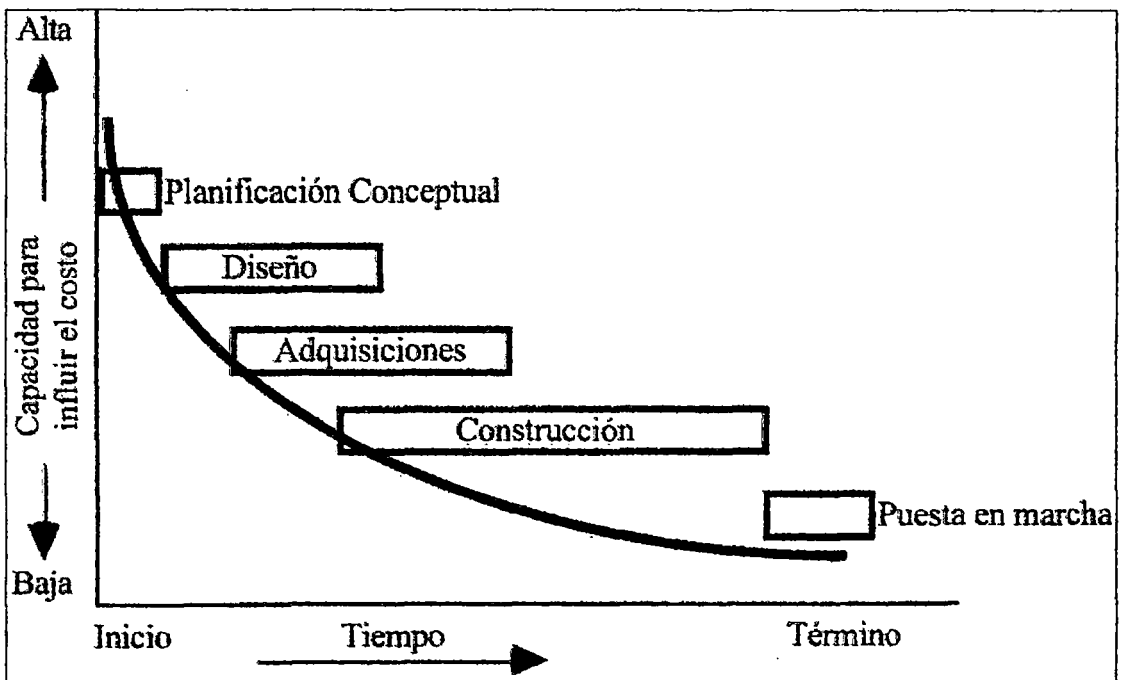 Alta
Capacidad para
influir el costo
Baja
Planificación Conceptual
Diseño
Adquisiciones
Construcción
Puesta en marcha
Inicio
Tiempo
Término